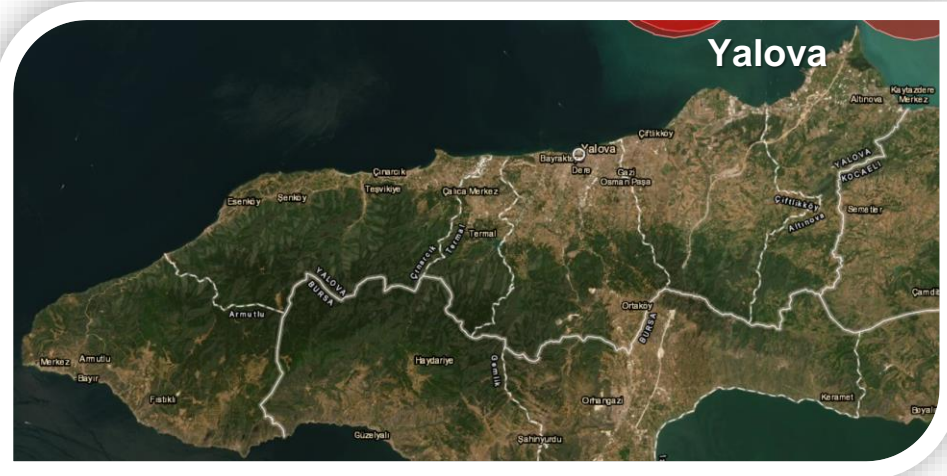 Yalova
Kaytazdere
Merkez
Altınova
Çiftlikköy
YALOVA
KOCAELİ
Yalova
Dere
Gazi
Osman Paşa
Çınarcık
Teşvikiye
Çalıca Merkez
Şenköy
Esenköy
Çiftlikköy
Altınova
Semetler
Termal
Çınarcık
Termal
YALOVA
BURSA
Armutlu
Ortaköy
BURSA
Merkez
Armutlu
Bayır
Fıstıklı
Haydariye
Gemlik
Orhangazi
Keramet
Güzelyalı
Şahinyurdu